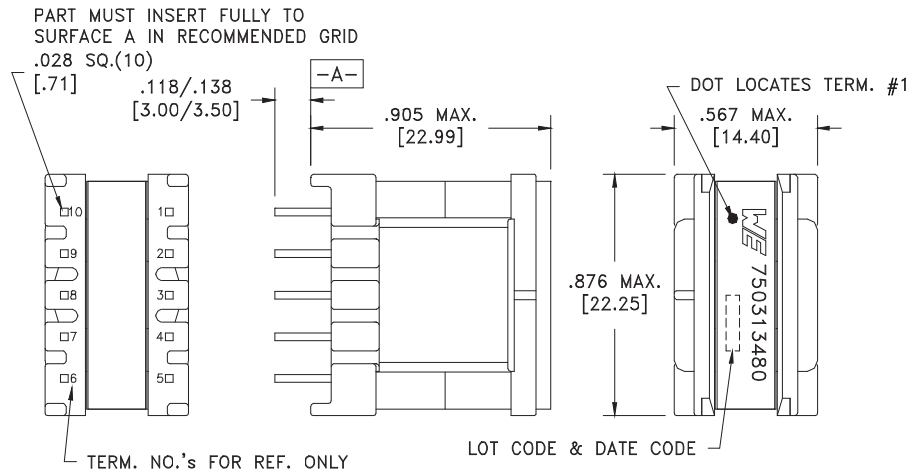 PART MUST INSERT FULLY TO
SURFACE A IN RECOMMENDED GRID
.028 SQ.(10)
[.71]
.118/.138
[3.00/3.50]
-A-
.905 MAX.
[22.99]
DOT LOCATES TERM. #1
.567 MAX.
[14.40]
10
9
8
7
6
1
2
3
4
5
.876 MAX.
[22.25]
WE 750313480
TERM. NO.'s FOR REF. ONLY
LOT CODE & DATE CODE